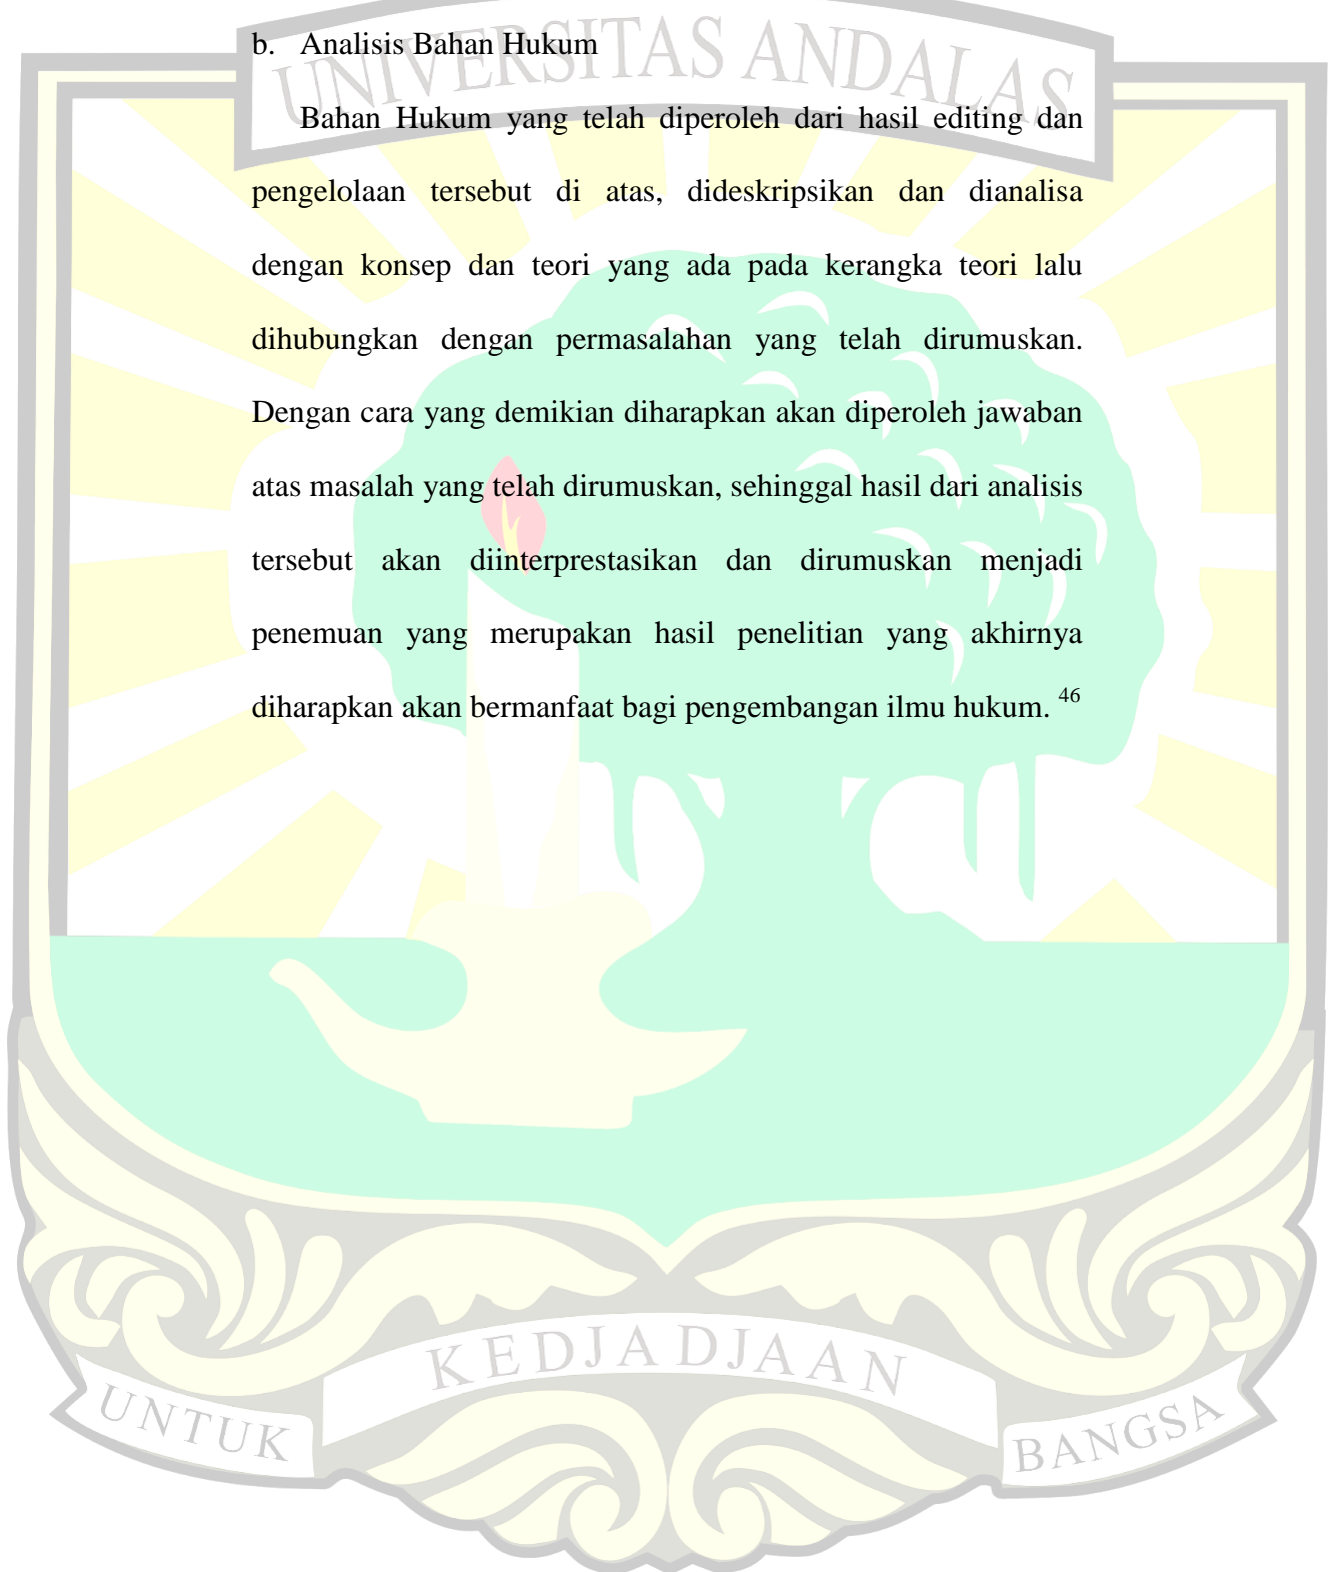 UNIVERSITAS ANDALAS
b. Analisis Bahan Hukum
Bahan Hukum yang telah diperoleh dari hasil editing dan
pengelolaan tersebut di atas, dideskripsikan dan dianalisa
dengan konsep dan teori yang ada pada kerangka teori lalu
dihubungkan dengan permasalahan yang telah dirumuskan.
Dengan cara yang demikian diharapkan akan diperoleh jawaban
atas masalah yang telah dirumuskan, sehinggal hasil dari analisis
tersebut akan diinterprestasikan dan dirumuskan menjadi
penemuan yang merupakan hasil penelitian yang akhirnya
diharapkan akan bermanfaat bagi pengembangan ilmu hukum. 46
UNTUK KEDJADJAAN BANGSA